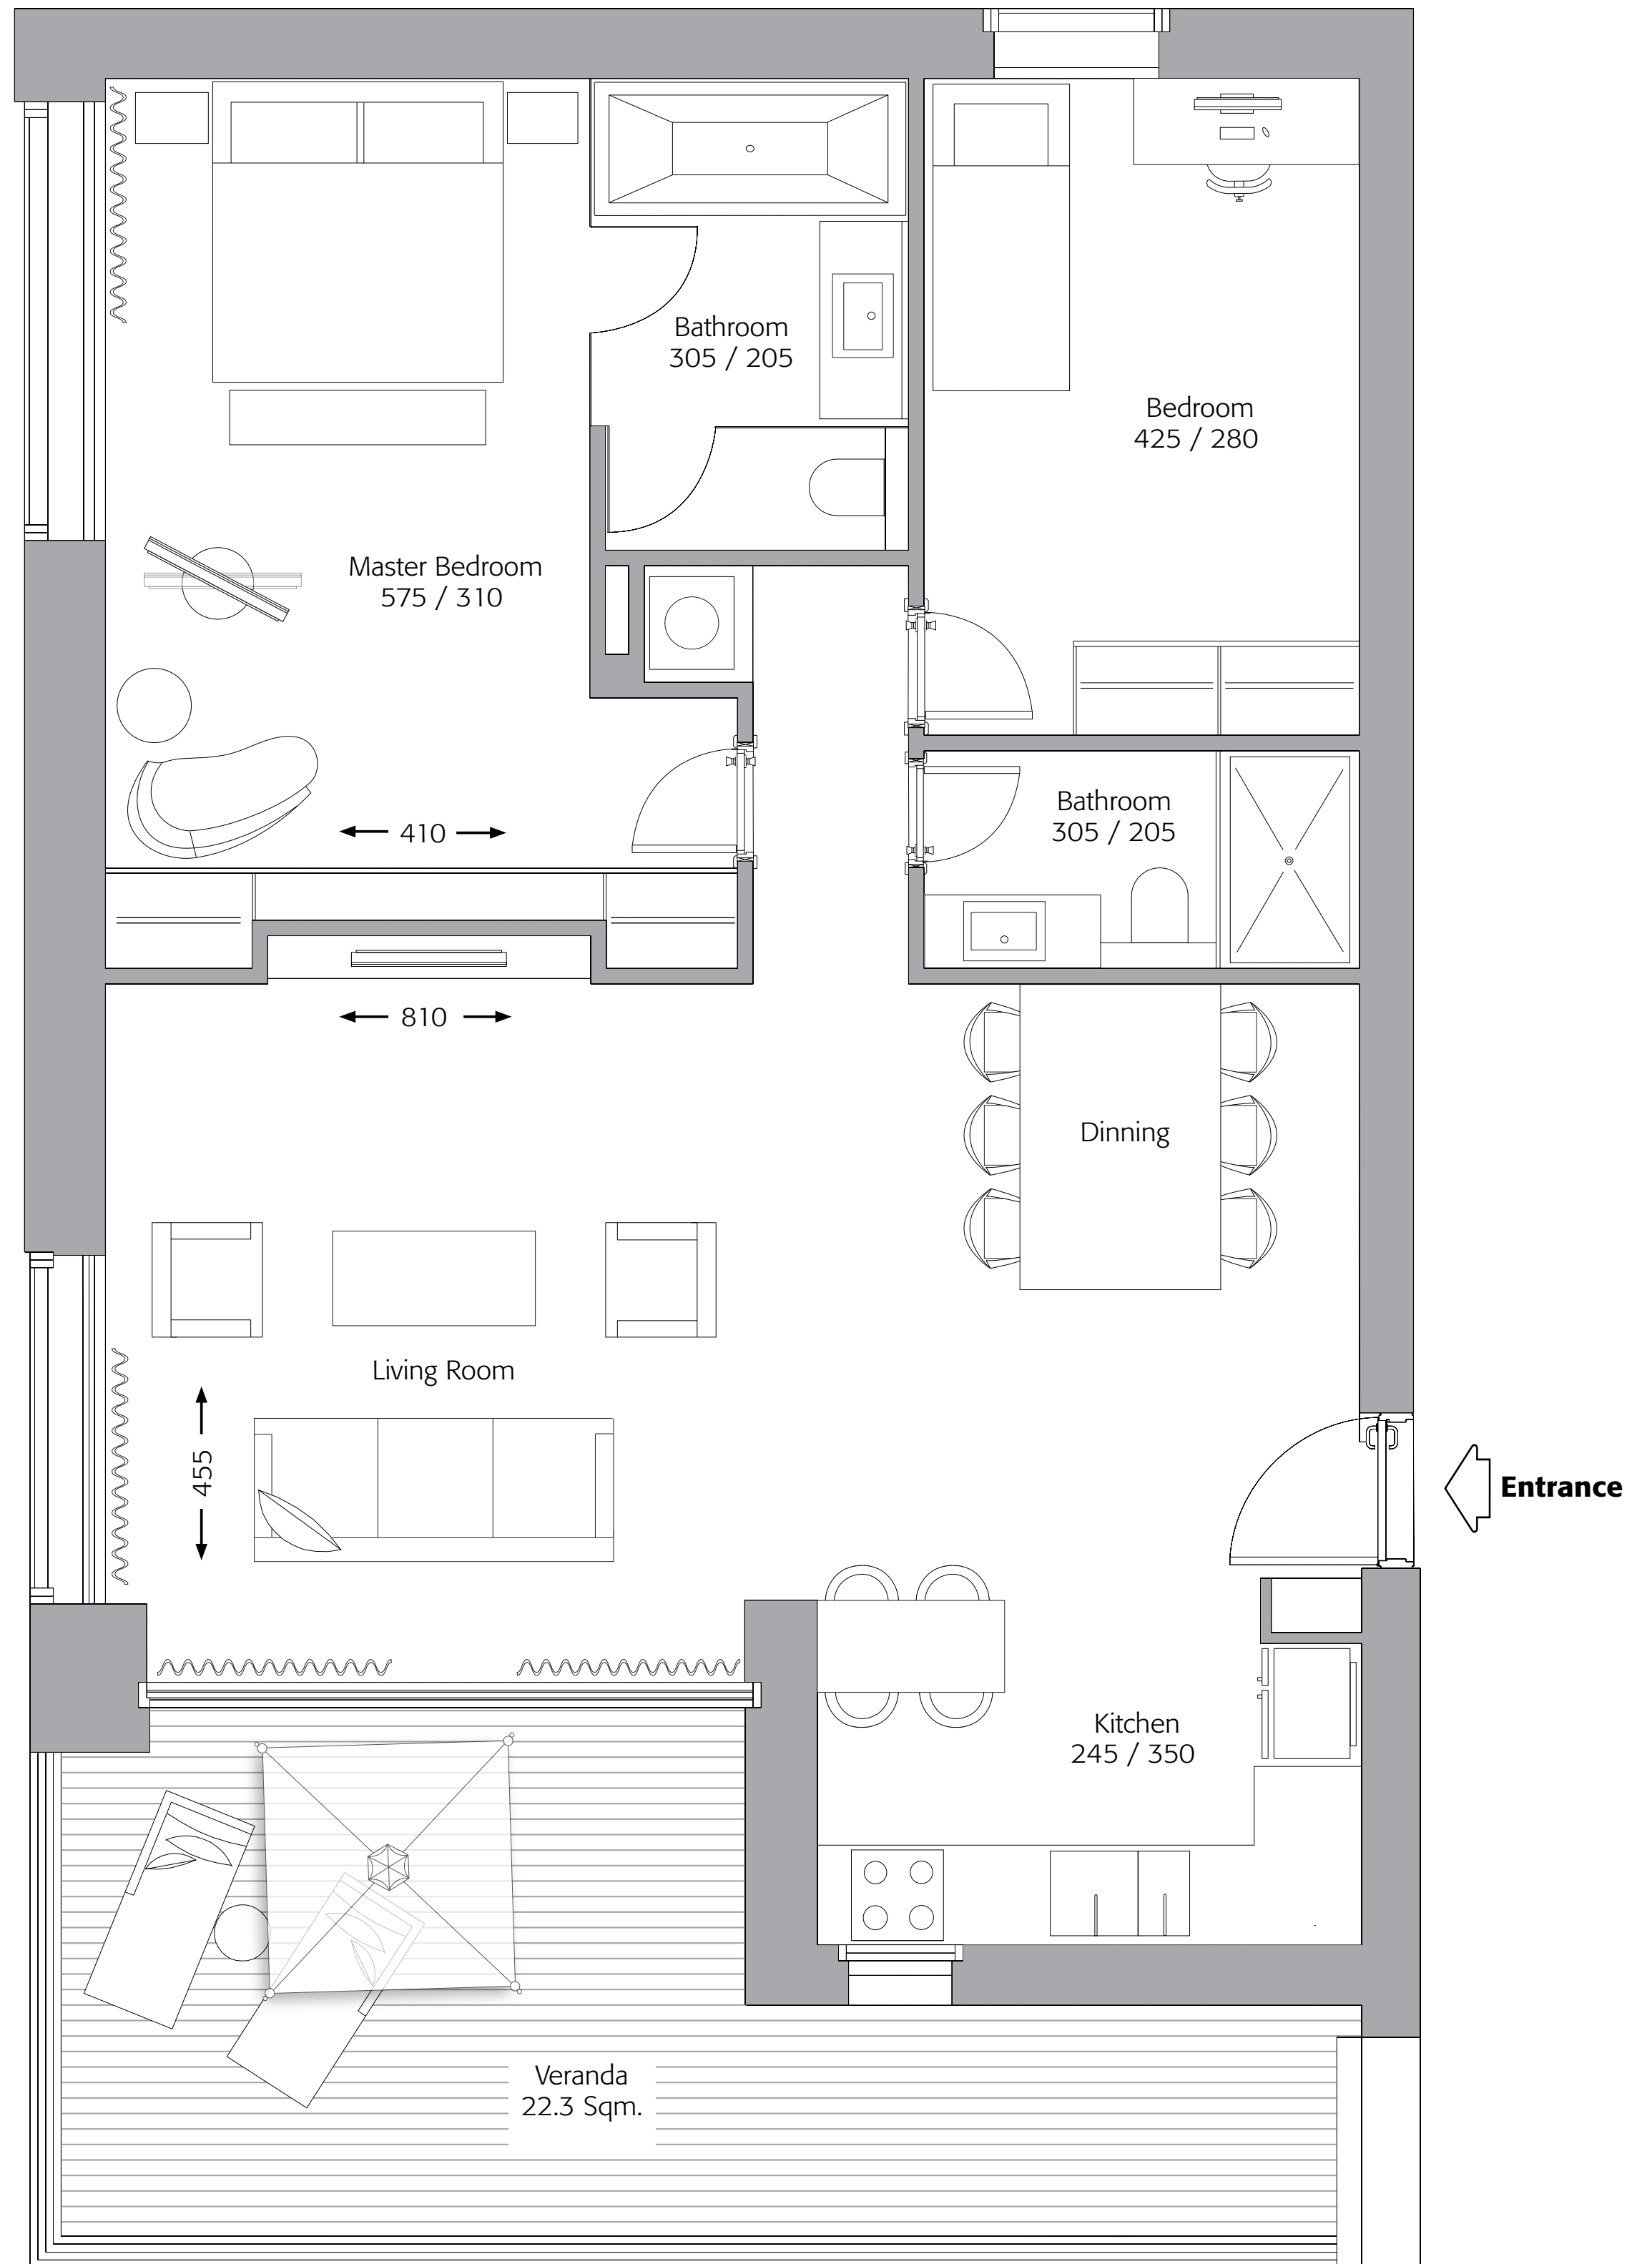 Bathroom
305 / 205
Bedroom
425 / 280
Master Bedroom
575 / 310
Bathroom
305 / 205
410
810
Dinning
Living Room
455
Entrance
Kitchen
245 / 350
Veranda
22.3 Sqm.